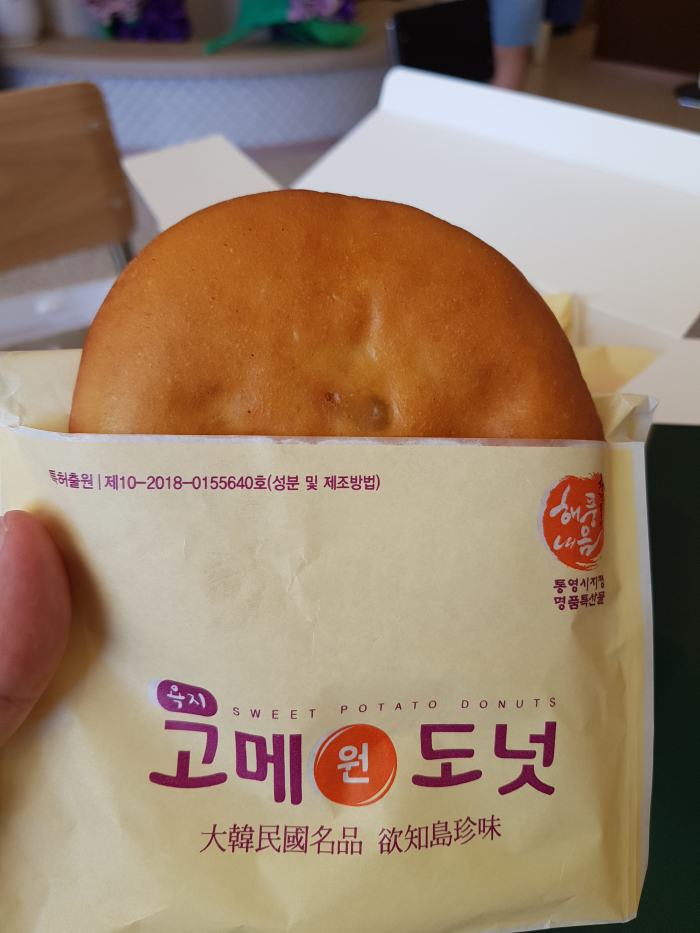 특허출원 | 제10-2018-0155640호(성분 및 제조방법)
해풍
내음
통영시지정
명품특산물
욕지
SWEET POTATO DONUTS
고메원도넛
大韓民國名品 欲知島珍味